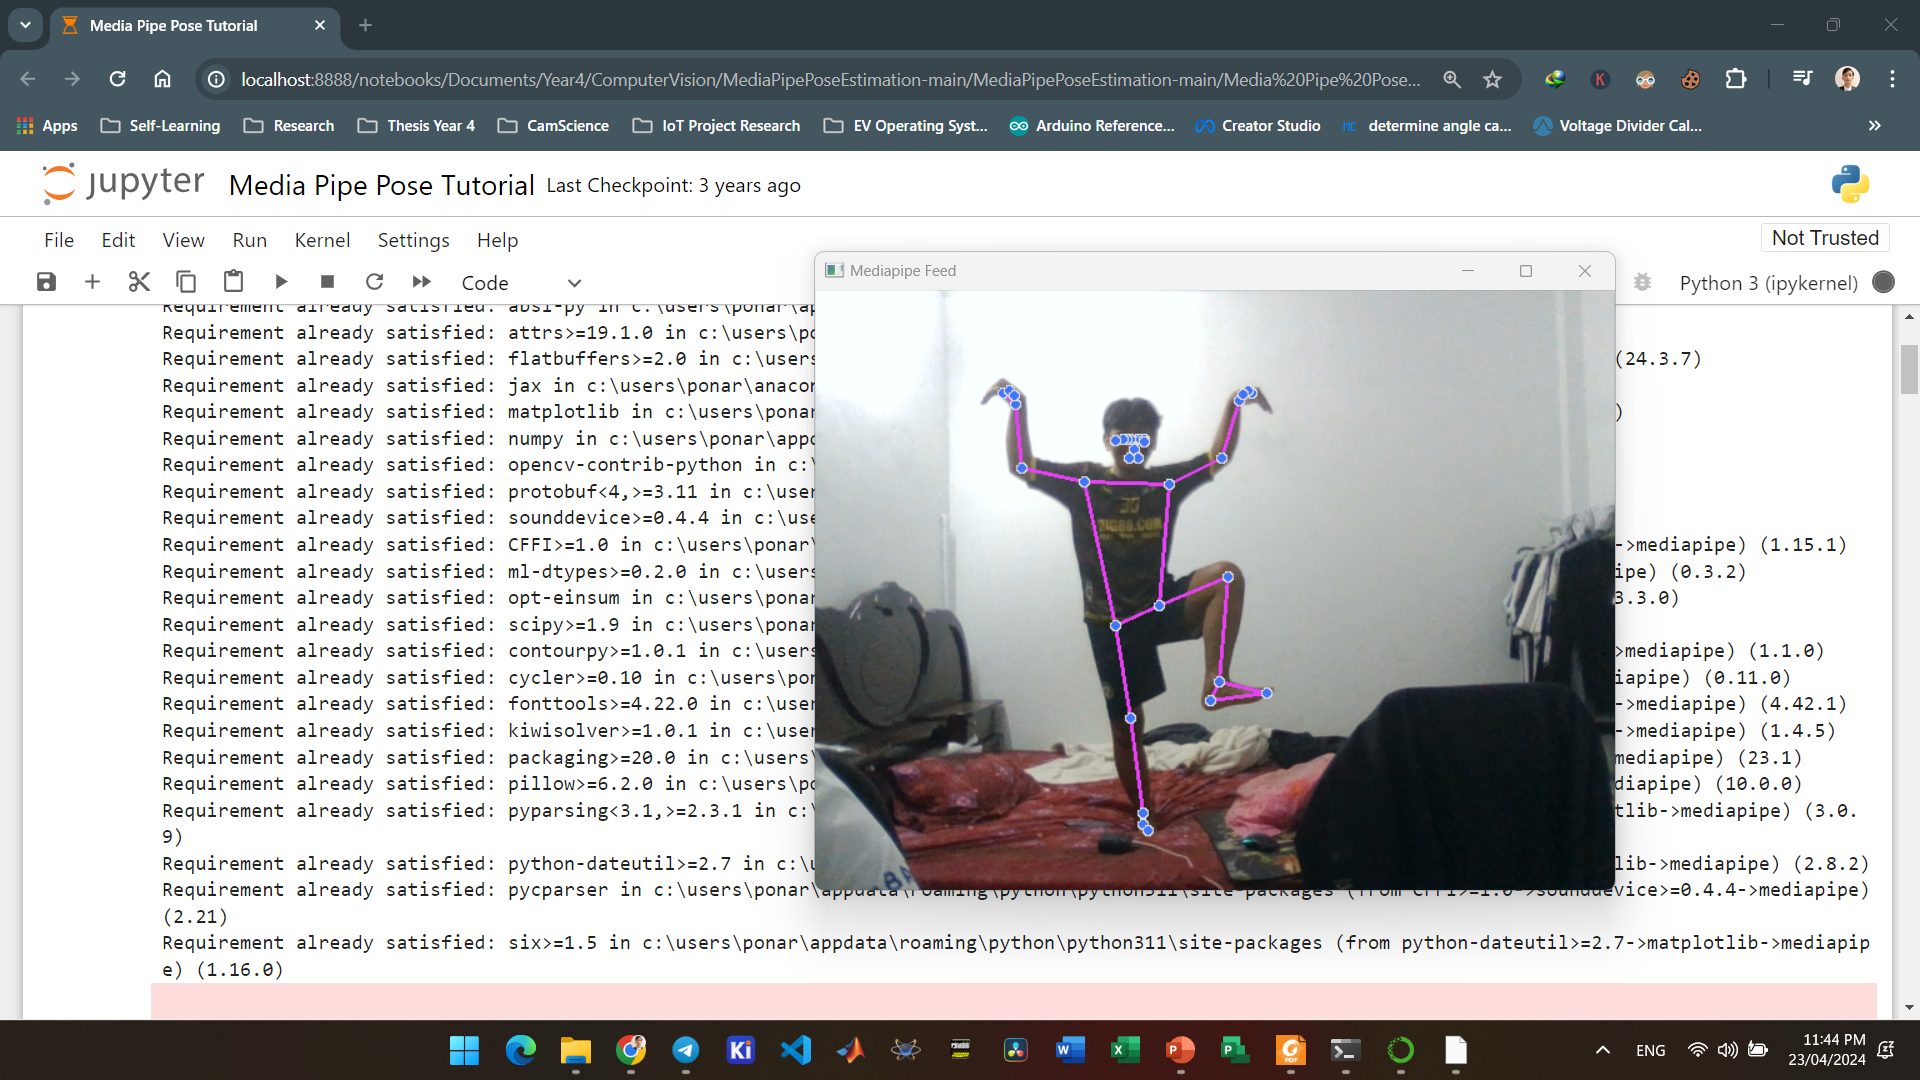 Media Pipe Pose Tutorial
localhost:8888/notebooks/Documents/Year4/ComputerVision/MediaPipePoseEstimation-main/MediaPipePoseEstimation-main/Media%20Pipe%20Pose...
Apps Self-Learning Research Thesis Year 4 CamScience IoT Project Research EV Operating Syst... Arduino Reference... Creator Studio MC determine angle ca... Voltage Divider Cal... »
jupyter Media Pipe Pose Tutorial Last Checkpoint: 3 years ago
File Edit View Run Kernel Settings Help
Not Trusted
Code
Python 3 (ipykernel)
Mediapipe Feed
Requirement already satisfied: absl-py in c:\users\ponar\ap
Requirement already satisfied: attrs>=19.1.0 in c:\users\po
Requirement already satisfied: flatbuffers>=2.0 in c:\users (24.3.7)
Requirement already satisfied: jax in c:\users\ponar\anacon
Requirement already satisfied: matplotlib in c:\users\ponar )
Requirement already satisfied: numpy in c:\users\ponar\appd
Requirement already satisfied: opencv-contrib-python in c:\
Requirement already satisfied: protobuf<4,>=3.11 in c:\user
Requirement already satisfied: sounddevice>=0.4.4 in c:\use
Requirement already satisfied: CFFI>=1.0 in c:\users\ponar\ ->mediapipe) (1.15.1)
Requirement already satisfied: ml-dtypes>=0.2.0 in c:\users ipe) (0.3.2)
Requirement already satisfied: opt-einsum in c:\users\ponar 3.3.0)
Requirement already satisfied: scipy>=1.9 in c:\users\ponar
Requirement already satisfied: contourpy>=1.0.1 in c:\users >mediapipe) (1.1.0)
Requirement already satisfied: cycler>=0.10 in c:\users\pon iapipe) (0.11.0)
Requirement already satisfied: fonttools>=4.22.0 in c:\user ->mediapipe) (4.42.1)
Requirement already satisfied: kiwisolver>=1.0.1 in c:\user ->mediapipe) (1.4.5)
Requirement already satisfied: packaging>=20.0 in c:\users\ mediapipe) (23.1)
Requirement already satisfied: pillow>=6.2.0 in c:\users\po diapipe) (10.0.0)
Requirement already satisfied: pyparsing<3.1,>=2.3.1 in c:\ tlib->mediapipe) (3.0.
9)
Requirement already satisfied: python-dateutil>=2.7 in c:\u lib->mediapipe) (2.8.2)
Requirement already satisfied: pycparser in c:\users\ponar\appdata\roaming\python\python311\site-packages (from CFFI>=1.0->sounddevice>=0.4.4->mediapipe)
(2.21)
Requirement already satisfied: six>=1.5 in c:\users\ponar\appdata\roaming\python\python311\site-packages (from python-dateutil>=2.7->matplotlib->mediapip
e) (1.16.0)
30
ENG
11:44 PM
23/04/2024